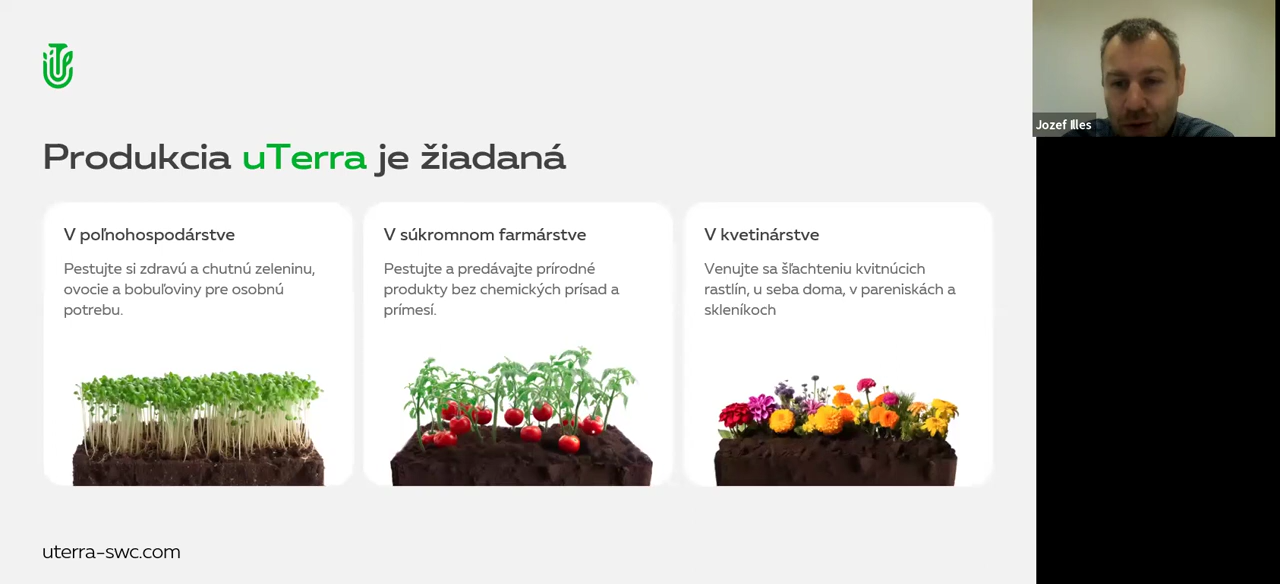 Produkcia uTerra je žiadaná
V poľnohospodárstve
Pestujte si zdravú a chutnú zeleninu,
ovocie a bobuľoviny pre osobnú
potrebu.
V súkromnom farmárstve
Pestujte a predávajte prírodné
produkty bez chemických prísad a
prímesí.
V kvetinárstve
Venujte sa šľachteniu kvitnúcich
rastlín, u seba doma, v pareniskách a
skleníkoch
uterra-swc.com
Jozef Illes